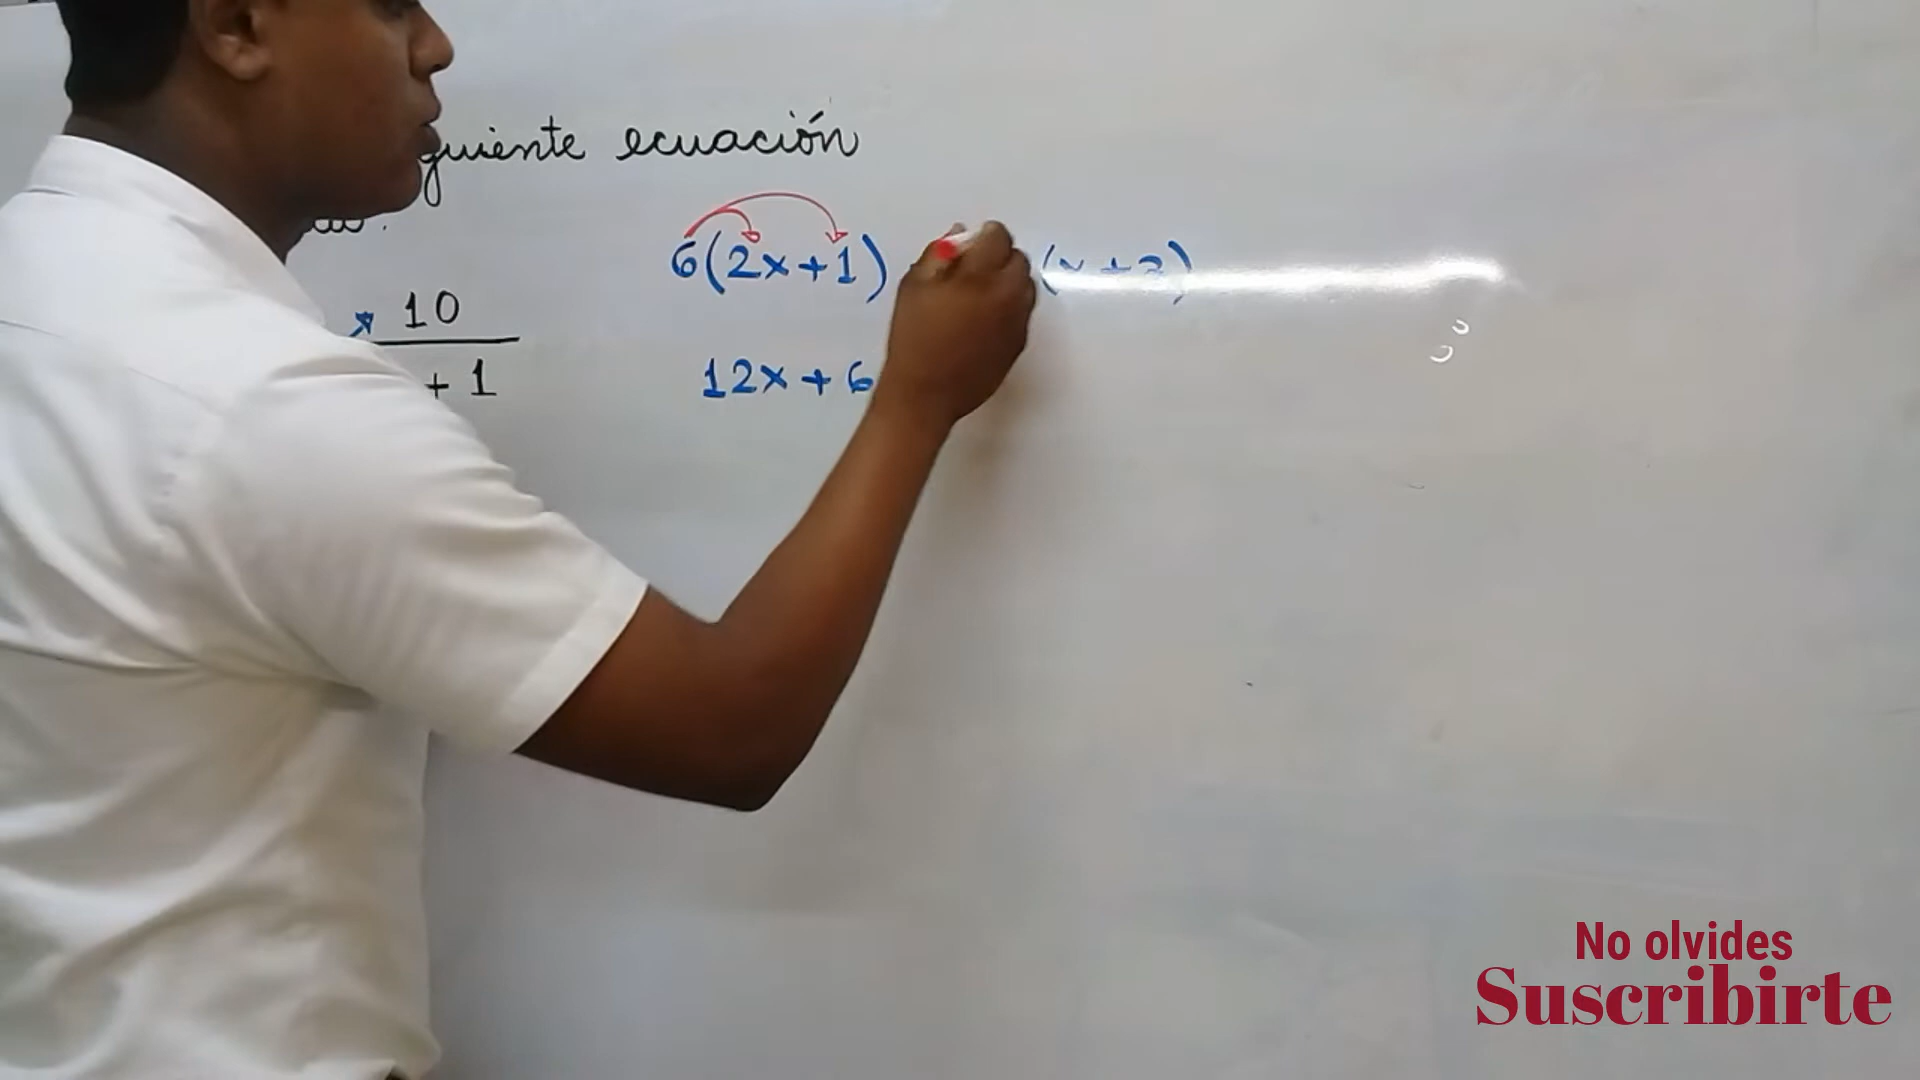 guiente ecuación
10
+ 1
6(2x+1) (x + 3)
12x + 6
No olvides
Suscribirte